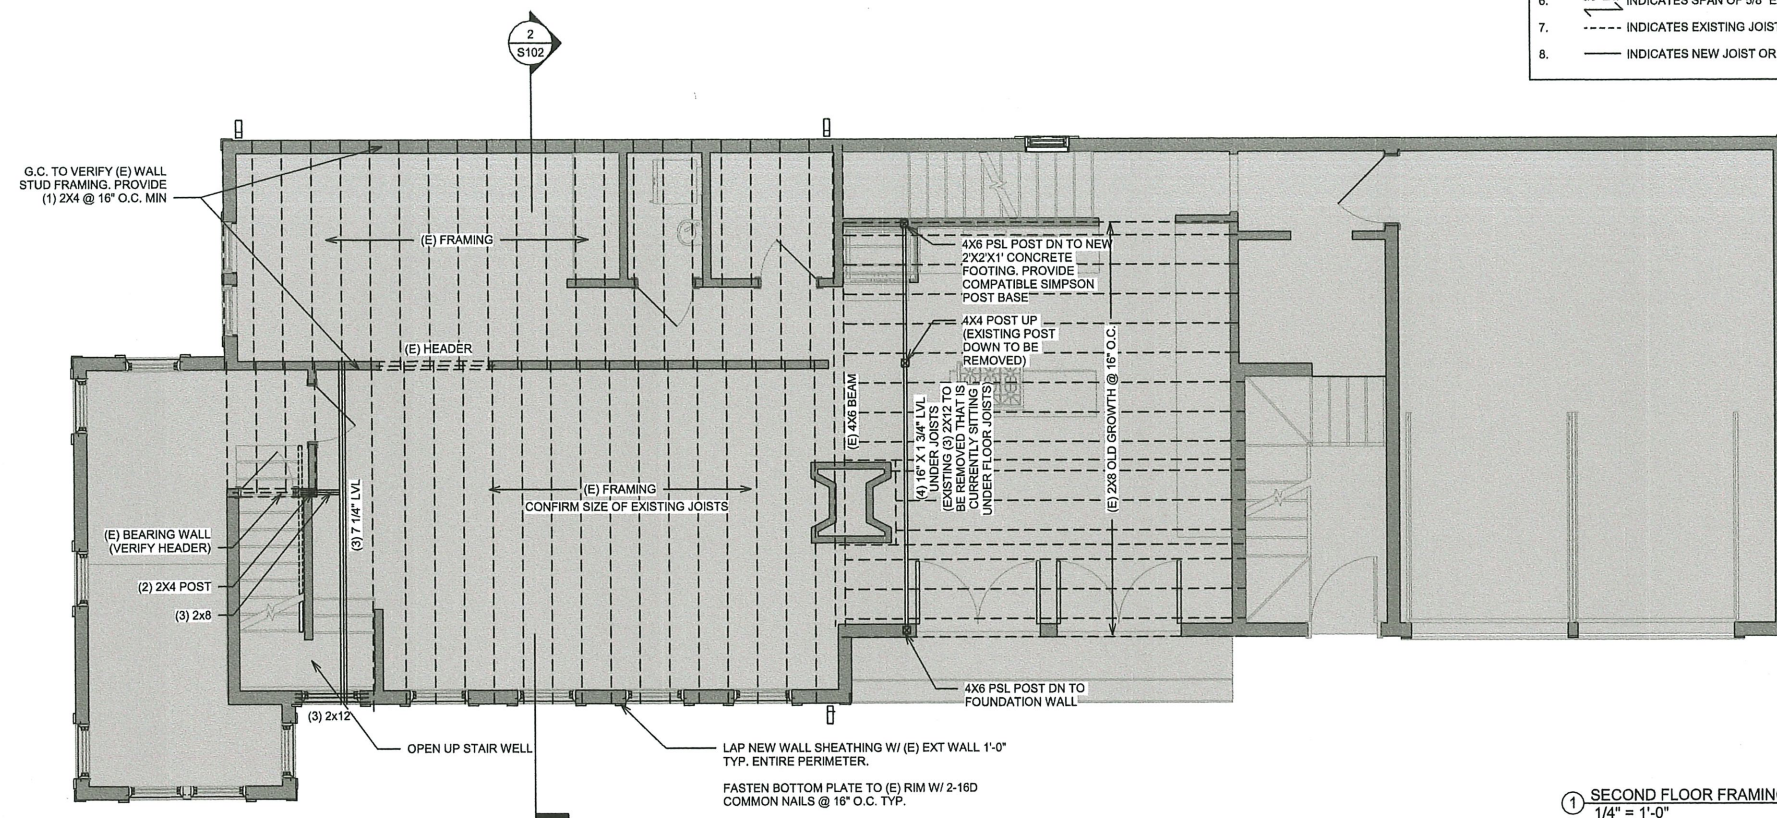 6. INDICATES SPAN OF 5/8" E
7. INDICATES EXISTING JOIST
8. INDICATES NEW JOIST OR
2
S102
G.C. TO VERIFY (E) WALL
STUD FRAMING. PROVIDE
(1) 2X4 @ 16" O.C. MIN
(E) FRAMING
(E) HEADER
4X6 PSL POST DN TO NEW
2'X2'X1' CONCRETE
FOOTING. PROVIDE
COMPATIBLE SIMPSON
POST BASE
4X4 POST UP
(EXISTING POST
DOWN TO BE
REMOVED)
(E) 4X6 BEAM
(4) 16" X 1 3/4" LVL
UNDER JOISTS
(EXISTING (3) 2X12 TO
BE REMOVED THAT IS
CURRENTLY SITTING
UNDER FLOOR JOISTS)
(E) 2X8 OLD GROWTH @ 16" O.C.
(E) FRAMING
CONFIRM SIZE OF EXISTING JOISTS
(3) 7 1/4" LVL
(E) BEARING WALL
(VERIFY HEADER)
(2) 2X4 POST
(3) 2x8
(3) 2x12
OPEN UP STAIR WELL
4X6 PSL POST DN TO
FOUNDATION WALL
LAP NEW WALL SHEATHING W/ (E) EXT WALL 1'-0"
TYP. ENTIRE PERIMETER.
FASTEN BOTTOM PLATE TO (E) RIM W/ 2-16D
COMMON NAILS @ 16" O.C. TYP.
1 SECOND FLOOR FRAMING
1/4" = 1'-0"